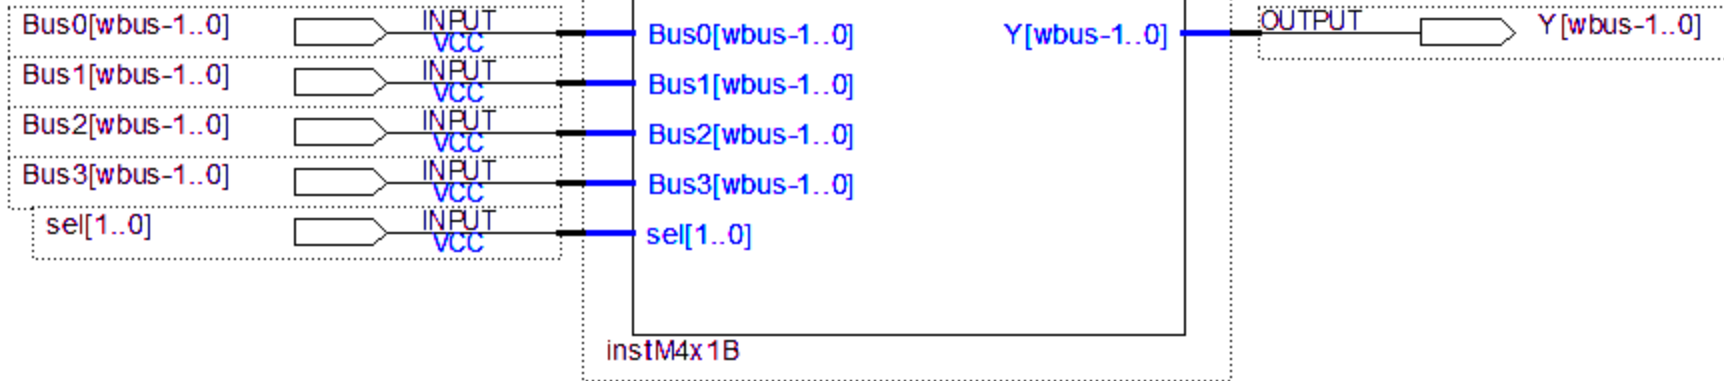 Bus0[wbus-1..0] INPUT VCC Bus0[wbus-1..0] Y[wbus-1..0] OUTPUT Y[wbus-1..0]
Bus1[wbus-1..0] INPUT VCC Bus1[wbus-1..0]
Bus2[wbus-1..0] INPUT VCC Bus2[wbus-1..0]
Bus3[wbus-1..0] INPUT VCC Bus3[wbus-1..0]
sel[1..0] INPUT VCC sel[1..0]
instM4x1B